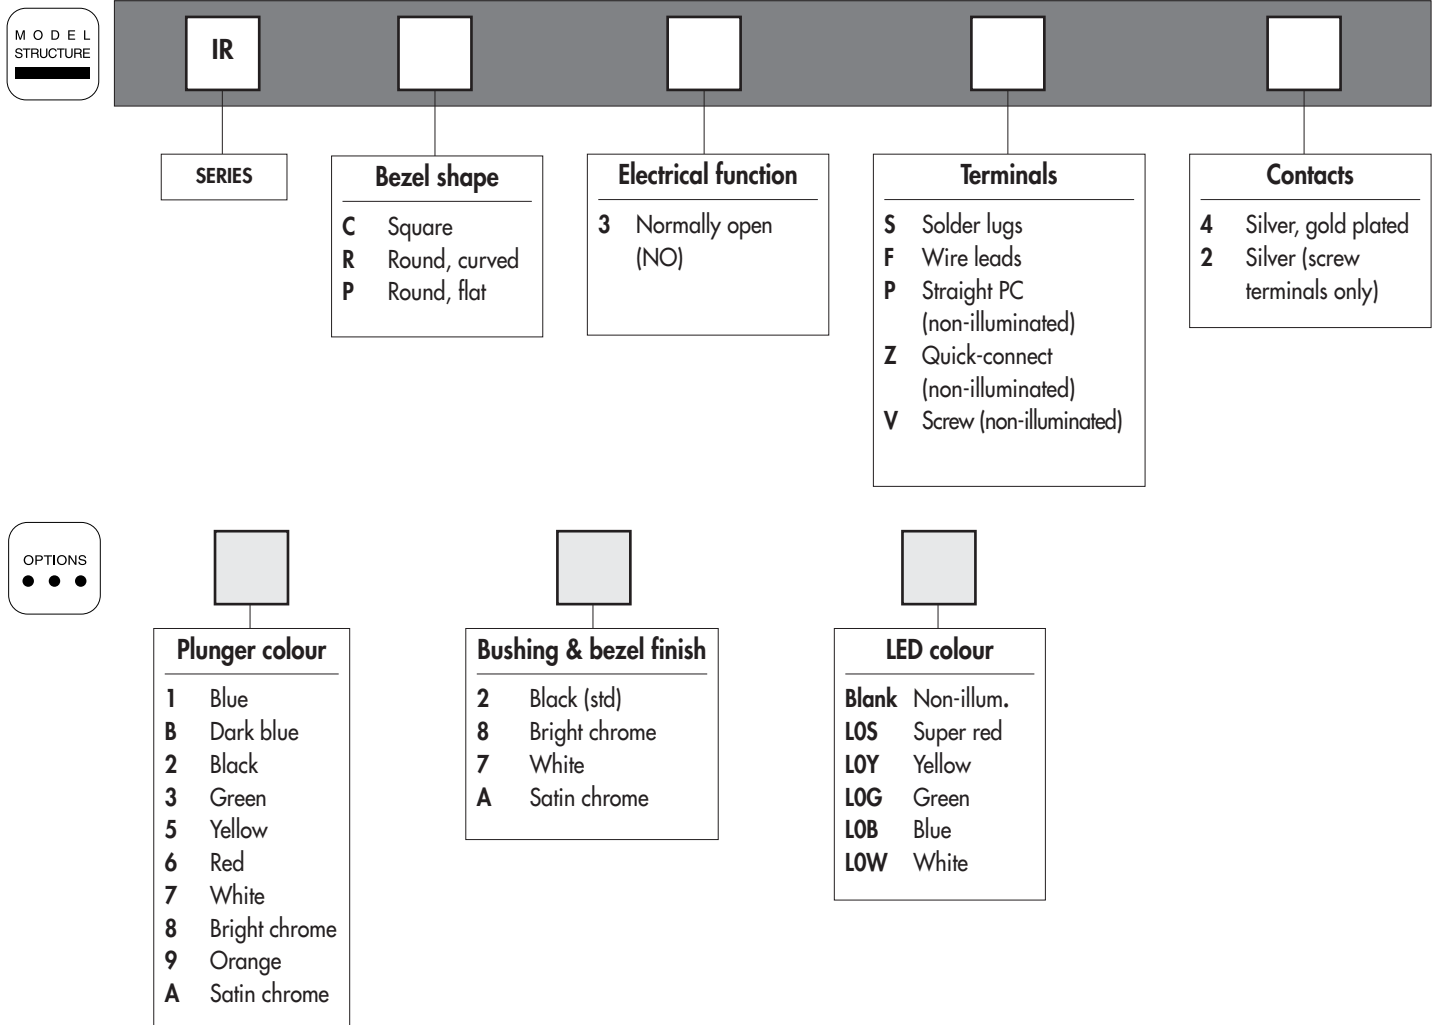 MODEL
STRUCTURE
IR
SERIES
Bezel shape
C Square
R Round, curved
P Round, flat
Electrical function
3 Normally open
(NO)
Terminals
S Solder lugs
F Wire leads
P Straight PC
(non-illuminated)
Z Quick-connect
(non-illuminated)
V Screw (non-illuminated)
Contacts
4 Silver, gold plated
2 Silver (screw
terminals only)
OPTIONS
Plunger colour
1 Blue
B Dark blue
2 Black
3 Green
5 Yellow
6 Red
7 White
8 Bright chrome
9 Orange
A Satin chrome
Bushing & bezel finish
2 Black (std)
8 Bright chrome
7 White
A Satin chrome
LED colour
Blank Non-illum.
L0S Super red
L0Y Yellow
L0G Green
L0B Blue
L0W White